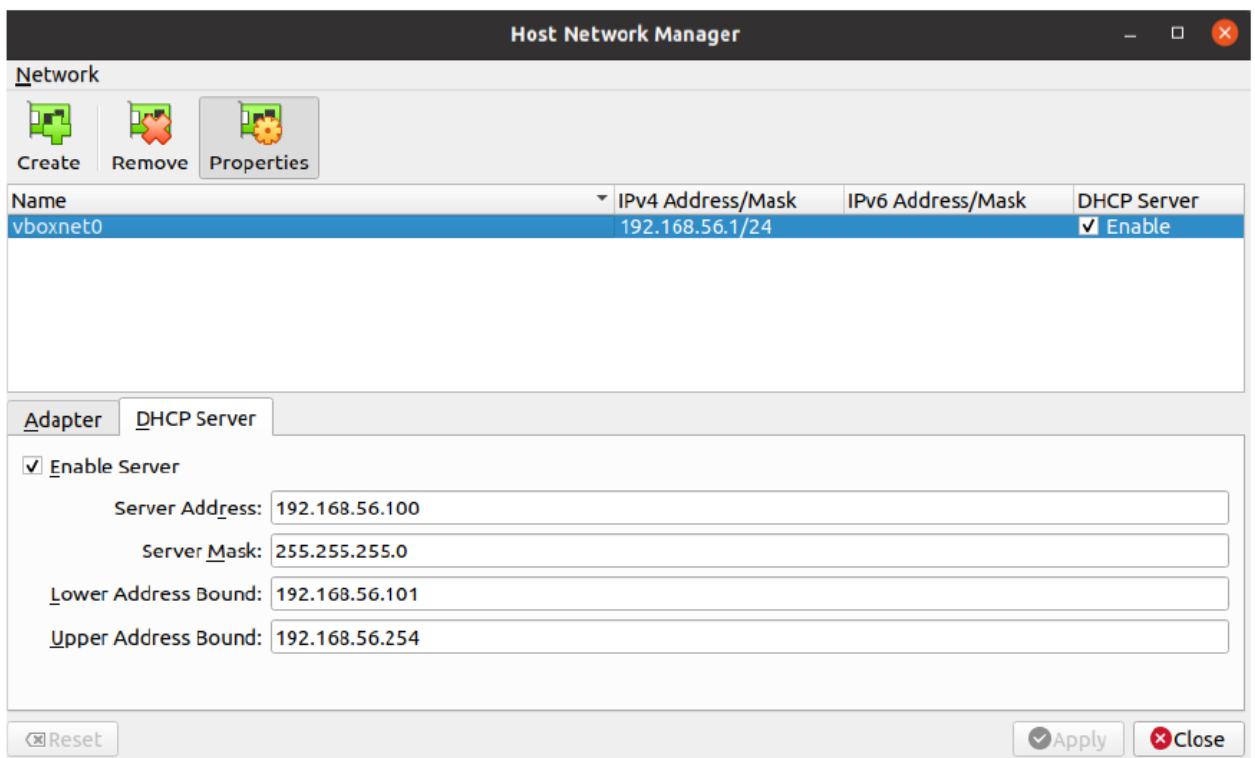 Host Network Manager
Network
Create Remove Properties
Name IPv4 Address/Mask IPv6 Address/Mask DHCP Server
vboxnet0 192.168.56.1/24 Enable
Adapter DHCP Server
Enable Server
Server Address: 192.168.56.100
Server Mask: 255.255.255.0
Lower Address Bound: 192.168.56.101
Upper Address Bound: 192.168.56.254
Reset Apply Close